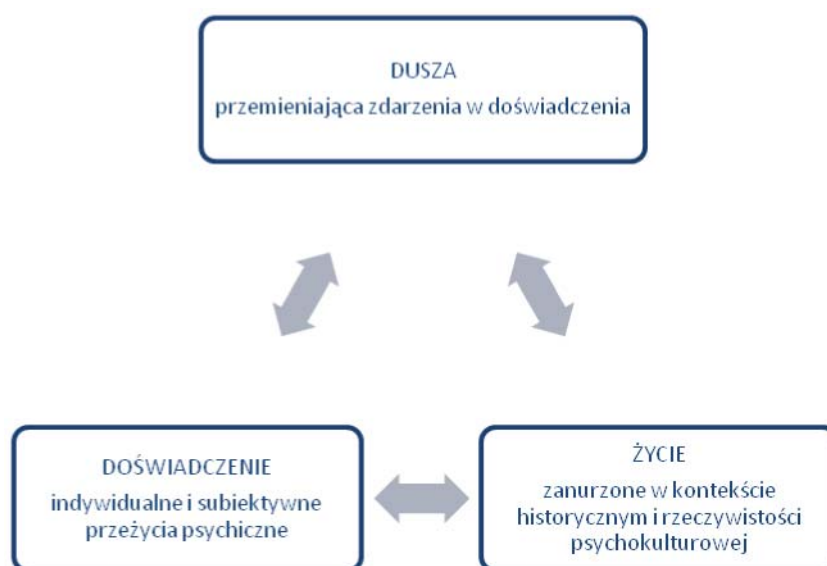 DUSZA
przemieniająca zdarzenia w doświadczenia
DOŚWIADCZENIE
indywidualne i subiektywne
przeżycia psychiczne
ŻYCIE
zanurzone w kontekście
historycznym i rzeczywistości
psychokulturowej